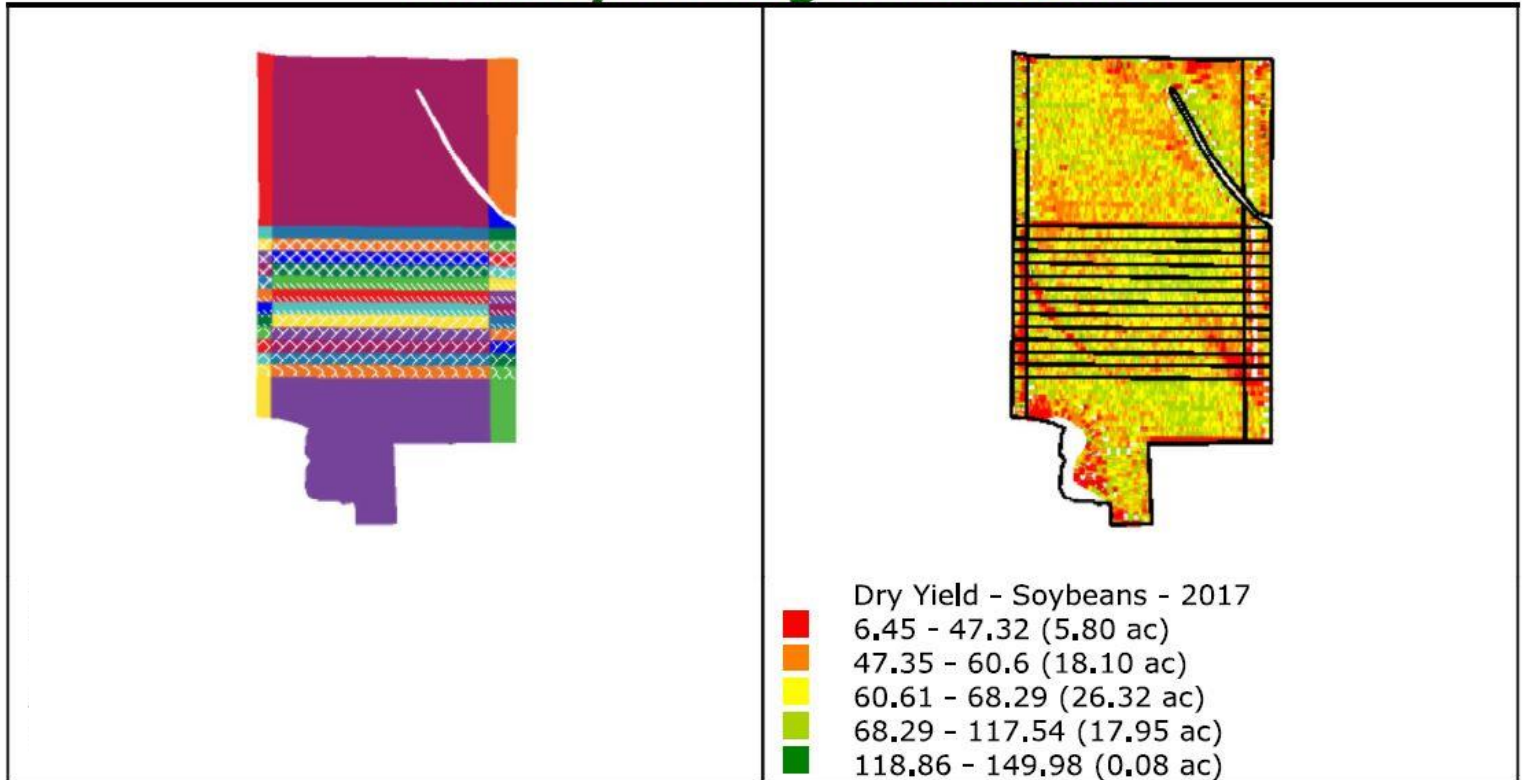 Dry Yield - Soybeans - 2017
6.45 - 47.32 (5.80 ac)
47.35 - 60.6 (18.10 ac)
60.61 - 68.29 (26.32 ac)
68.29 - 117.54 (17.95 ac)
118.86 - 149.98 (0.08 ac)